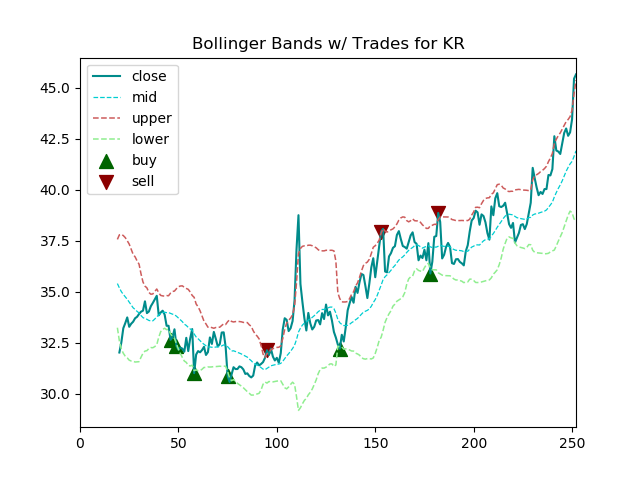 Bollinger Bands w/ Trades for KR
close
mid
upper
lower
buy
sell
45.0
42.5
40.0
37.5
35.0
32.5
30.0
0 50 100 150 200 250